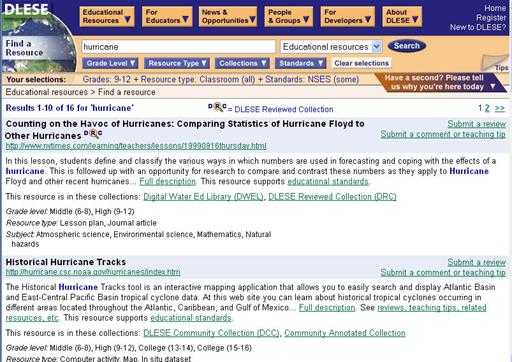 DLESE
Educational Resources ▼
For Educators ▼
News & Opportunities ▼
People & Groups ▼
For Developers ▼
About DLESE ▼
Home
Register
New to DLESE?
Find a Resource
hurricane
Educational resources
Search
Grade Level ▼
Resource Type ▼
Collections ▼
Standards ▼
Clear selections
Tips
Your selections: Grades: 9-12 + Resource type: Classroom (all) + Standards: NSES (some)
Have a second? Please tell us why you're here today ▼
Educational resources > Find a resource
Results 1-10 of 16 for 'hurricane'
DRC = DLESE Reviewed Collection
1 2 >>
Counting on the Havoc of Hurricanes: Comparing Statistics of Hurricane Floyd to
Other Hurricanes DRC
Submit a review
Submit a comment or teaching tip
http://www.nytimes.com/learning/teachers/lessons/19990916thursday.html
In this lesson, students define and classify the various ways in which numbers are used in forecasting and coping with the effects of a
hurricane. This is followed up with an opportunity for research to compare and contrast these numbers as they apply to Hurricane
Floyd and other recent hurricanes... Full description. This resource supports educational standards.
This resource is in these collections: Digital Water Ed Library (DWEL), DLESE Reviewed Collection (DRC)
Grade level: Middle (6-8), High (9-12)
Resource type: Lesson plan, Journal article
Subject: Atmospheric science, Environmental science, Mathematics, Natural
hazards
Historical Hurricane Tracks
Submit a review
http://hurricane.csc.noaa.gov/hurricanes/index.htm
Submit a comment or teaching tip
The Historical Hurricane Tracks tool is an interactive mapping application that allows you to easily search and display Atlantic Basin
and East-Central Pacific Basin tropical cyclone data. At this web site you can learn about historical tropical cyclones occurring in
different areas located throughout the Atlantic, Caribbean, and Gulf of Mexico... Full description. See reviews, teaching tips, related
resources, etc. This resource supports educational standards.
This resource is in these collections: DLESE Community Collection (DCC), Community Annotated Collection
Grade level: Middle (6-8), High (9-12), College (13-14), College (15-16)
Resource type: Computer activity, Map, In situ dataset